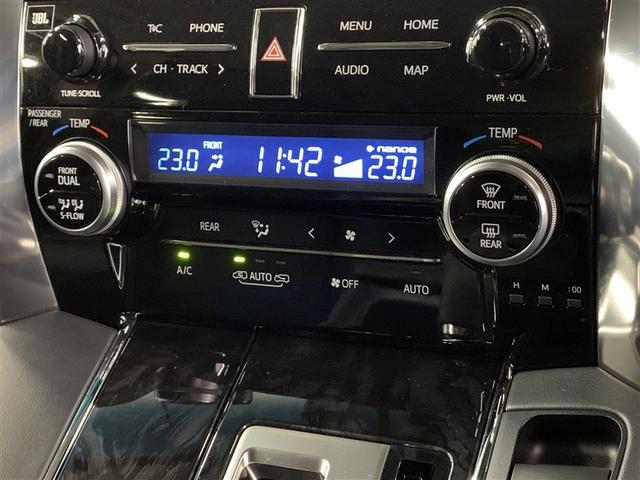 JBL
T&C PHONE
CH · TRACK
TUNE·SCROLL
MENU HOME
AUDIO MAP
PWR · VOL
PASSENGER
/REAR
TEMP
FRONT
DUAL
S-FLOW
23.0 FRONT 11:42 nanoe 23.0
TEMP
FRONT
REAR
REAR
A/C AUTO OFF AUTO
H M :00